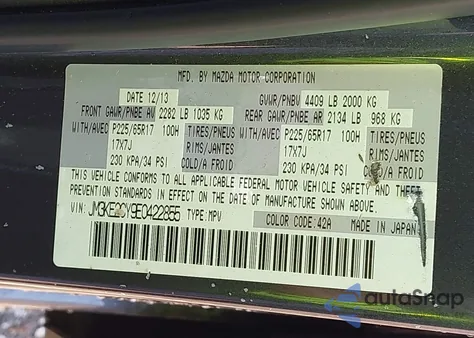 MFD. BY MAZDA MOTOR CORPORATION
DATE 12/13 GVWR/PNBV 4409 LB 2000 KG
FRONT GAWR/PNBE AV 2282 LB 1035 KG REAR GAWR/PNBE AR 2134 LB 968 KG
WITH/AVEC P225/65R17 100H TIRES/PNEUS WITH/AVEC P225/65R17 100H TIRES/PNEUS
17X7J RIMS/JANTES 17X7J RIMS/JANTES
230 KPA/34 PSI COLD/A FROID 230 KPA/34 PSI COLD/A FROID
THIS VEHICLE CONFORMS TO ALL APPLICABLE FEDERAL MOTOR VEHICLE SAFETY AND THEFT
PREVENTION STANDARDS IN EFFECT ON THE DATE OF MANUFACTURE SHOWN ABOVE.
VIN: TYPE: MPV COLOR CODE: 42A MADE IN JAPAN
autoSnap